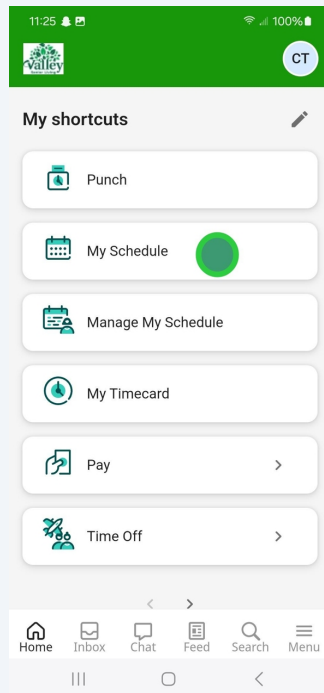 11:25 100%
Valley
CT
My shortcuts
Punch
My Schedule
Manage My Schedule
My Timecard
Pay
Time Off
Home Inbox Chat Feed Search Menu